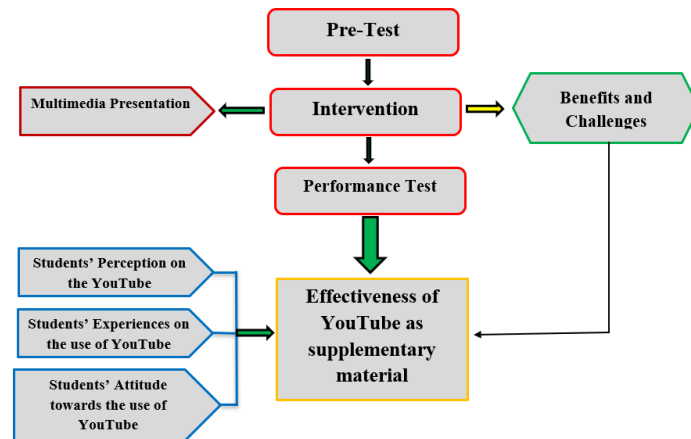 Pre-Test
Multimedia Presentation
Intervention
Benefits and
Challenges
Performance Test
Students’ Perception on
the YouTube
Students’ Experiences on
the use of YouTube
Students’ Attitude
towards the use of
YouTube
Effectiveness of
YouTube as
supplementary
material